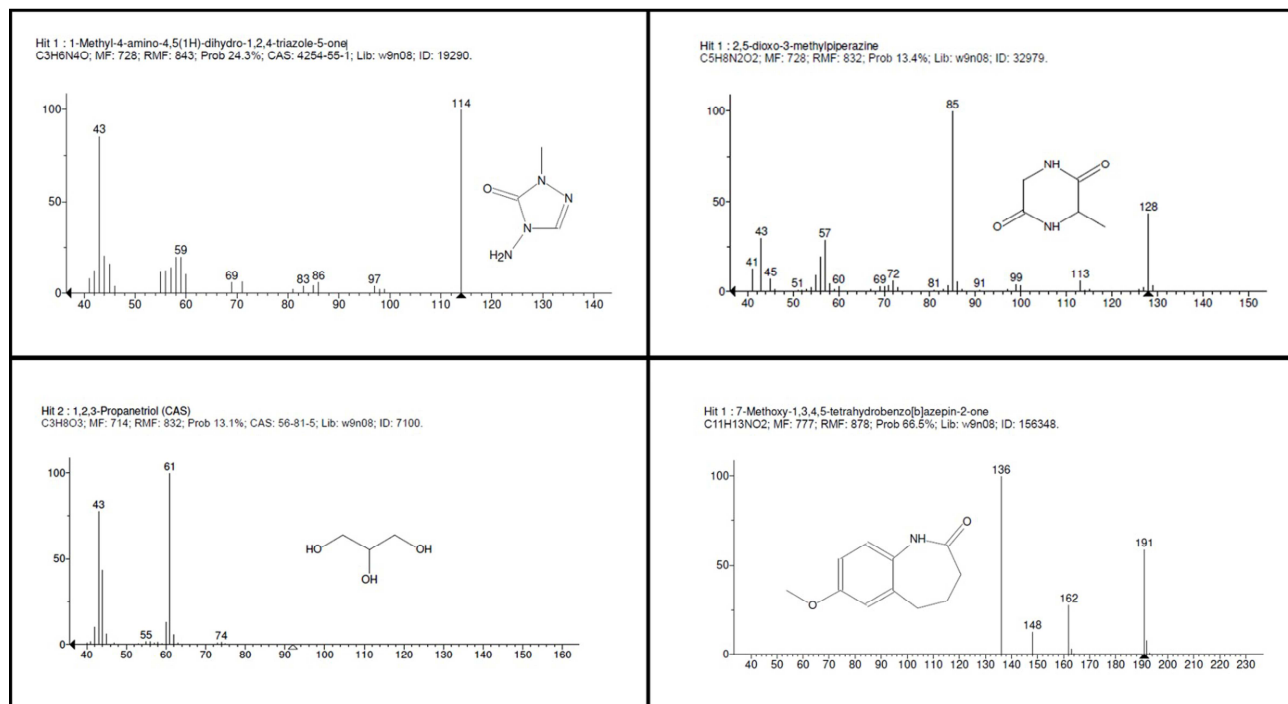 Hit 1 : 1-Methyl-4-amino-4,5(1H)-dihydro-1,2,4-triazole-5-one
C3H6N4O; MF: 728; RMF: 843; Prob 24.3%; CAS: 4254-55-1; Lib: w9n08; ID: 19290.
100
50
43
59
69
83
86
97
114
O
N
N
N
H2N
40 50 60 70 80 90 100 110 120 130 140
Hit 1 : 2,5-dioxo-3-methylpiperazine
C5H8N2O2; MF: 728; RMF: 832; Prob 13.4%; Lib: w9n08; ID: 32979.
100
50
0
41
43
45
51
57
60
69
72
81
85
91
99
113
128
NH
O
O
NH
40 50 60 70 80 90 100 110 120 130 140 150
Hit 2 : 1,2,3-Propanetriol (CAS)
C3H8O3; MF: 714; RMF: 832; Prob 13.1%; CAS: 56-81-5; Lib: w9n08; ID: 7100.
100
50
0
43
55
61
74
HO
OH
OH
40 50 60 70 80 90 100 110 120 130 140 150 160
Hit 1 : 7-Methoxy-1,3,4,5-tetrahydrobenzo[b]azepin-2-one
C11H13NO2; MF: 777; RMF: 878; Prob 66.5%; Lib: w9n08; ID: 156348.
100
50
0
136
148
162
191
NH
O
O
40 50 60 70 80 90 100 110 120 130 140 150 160 170 180 190 200 210 220 230